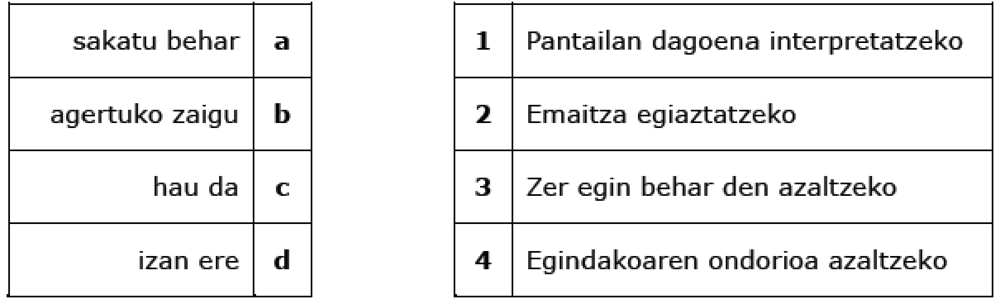 sakatu behar a
agertuko zaigu b
hau da c
izan ere d
1 Pantailan dagoena interpretatzeko
2 Emaitza egiaztatzeko
3 Zer egin behar den azaltzeko
4 Egindakoaren ondorioa azaltzeko